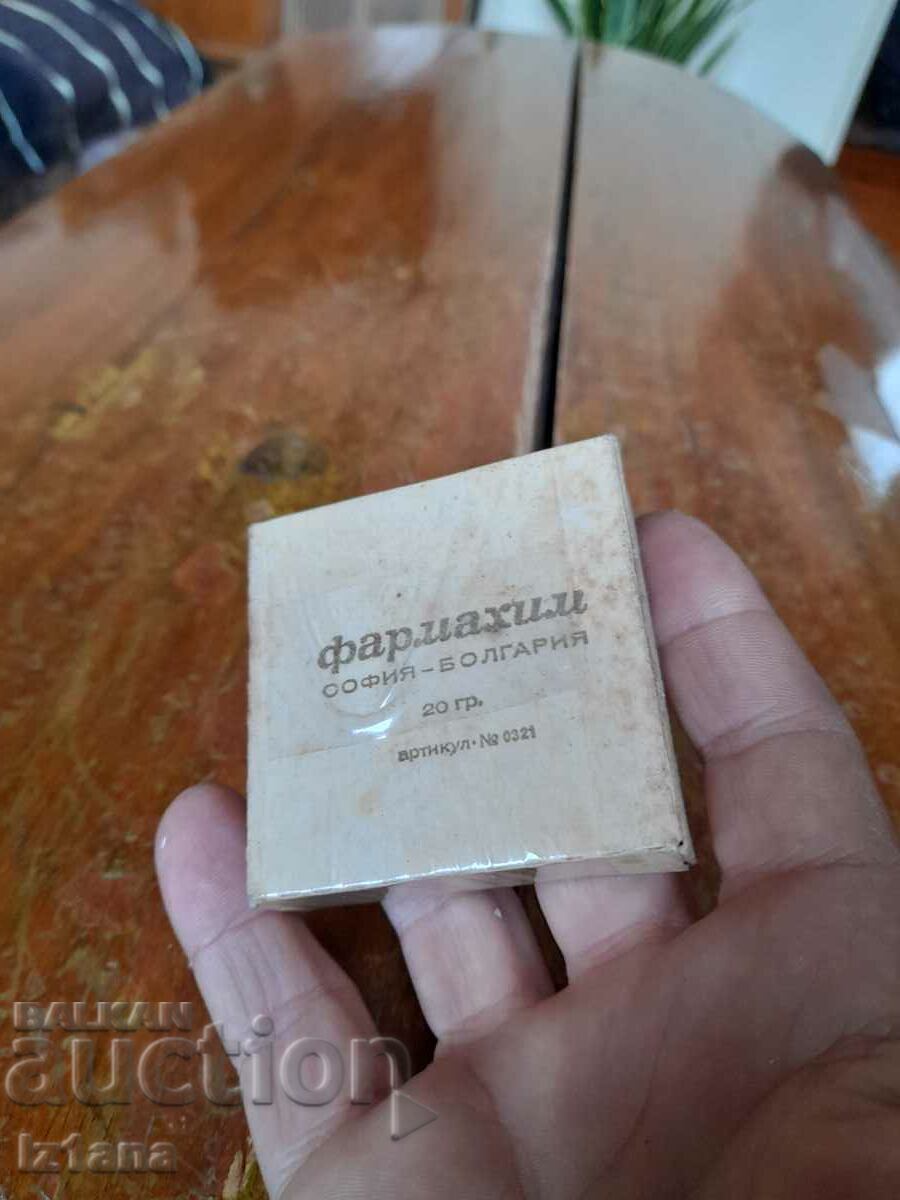 фармахим
СОФИЯ-БОЛГАРИЯ
20 гр.
артикул·№ 0321
BALKAN
auction
Iz1ana